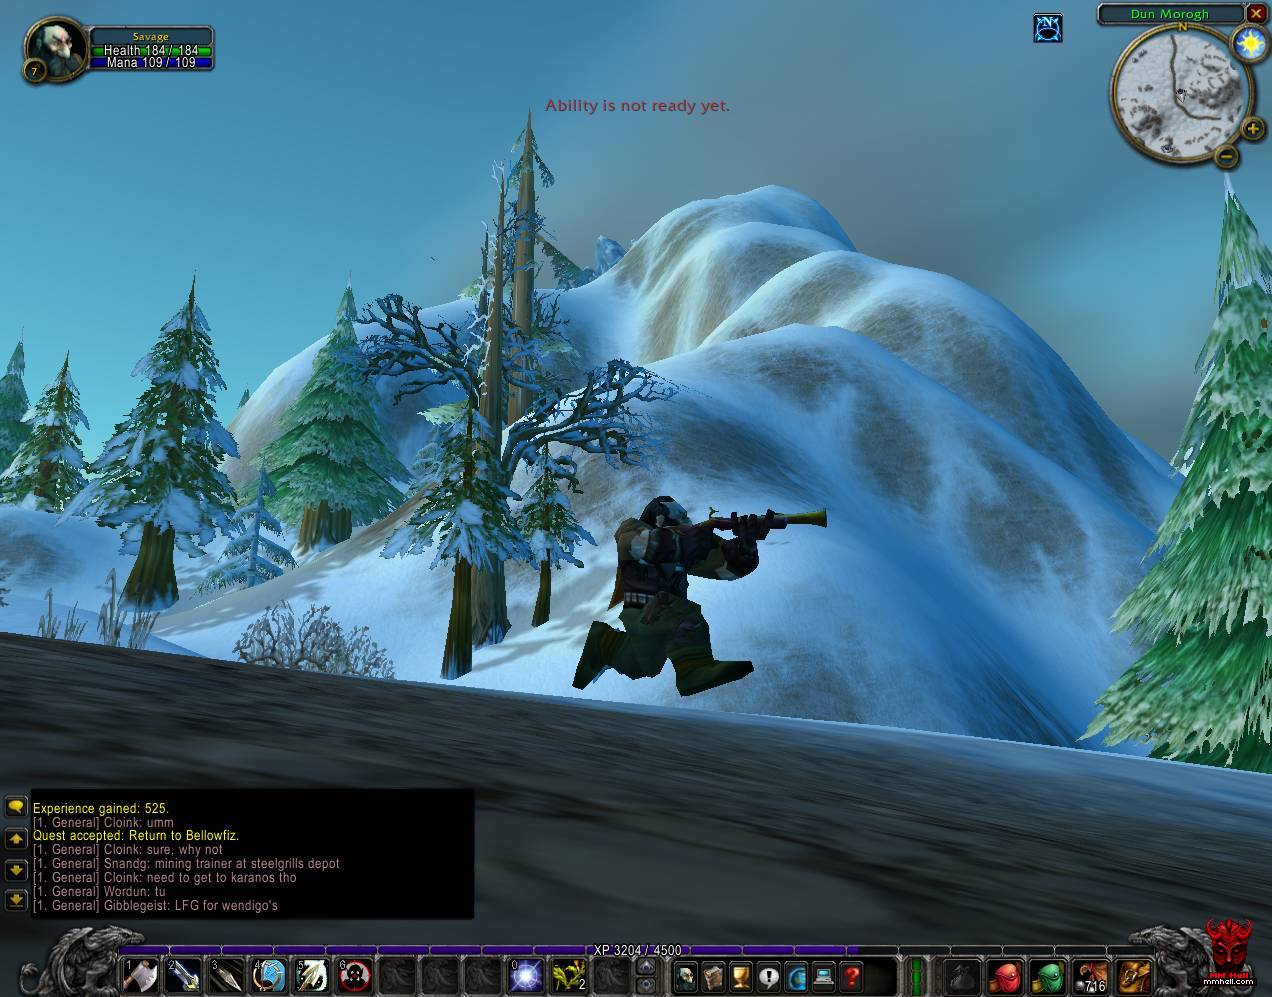 Savage
Health 184 / 184
Mana 109 / 109
7
N
Dun Morogh
N
Ability is not ready yet.
Experience gained: 525.
[1. General] Cloink: umm
Quest accepted: Return to Bellowfiz.
[1. General] Cloink: sure, why not
[1. General] Snandg: mining trainer at steelgrills depot
[1. General] Cloink: need to get to karanos tho
[1. General] Wordun: tu
[1. General] Gibblegeist: LFG for wendigo's
XP 3204 / 4500
1 2 3 4 5 6 0 2 ! ? 716
MM Hell
mmhell.com